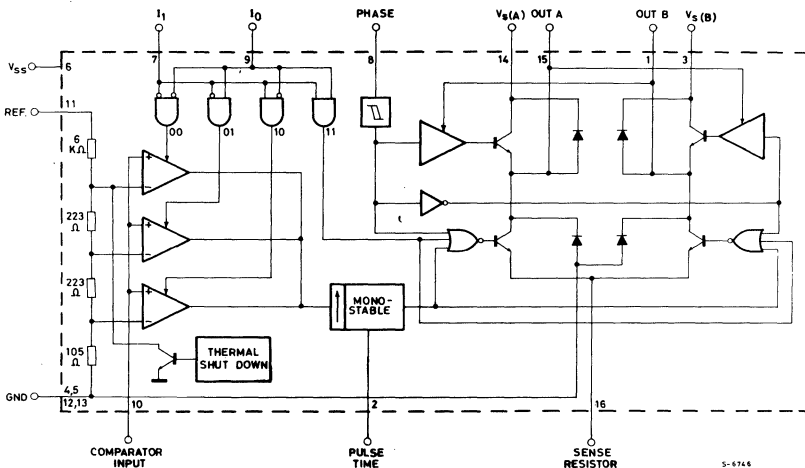 I1 I0 PHASE Vs(A) OUT A OUT B Vs(B)
7 9 8 14 15 1 3
VSS 6
REF. 11
00 01 10 11
6 KΩ
+
−
223 Ω
+
−
223 Ω
+
−
MONO-
STABLE
105 Ω
THERMAL
SHUT DOWN
GND 4,5
12,13
10 2 16
COMPARATOR
INPUT
PULSE
TIME
SENSE
RESISTOR
S-6746